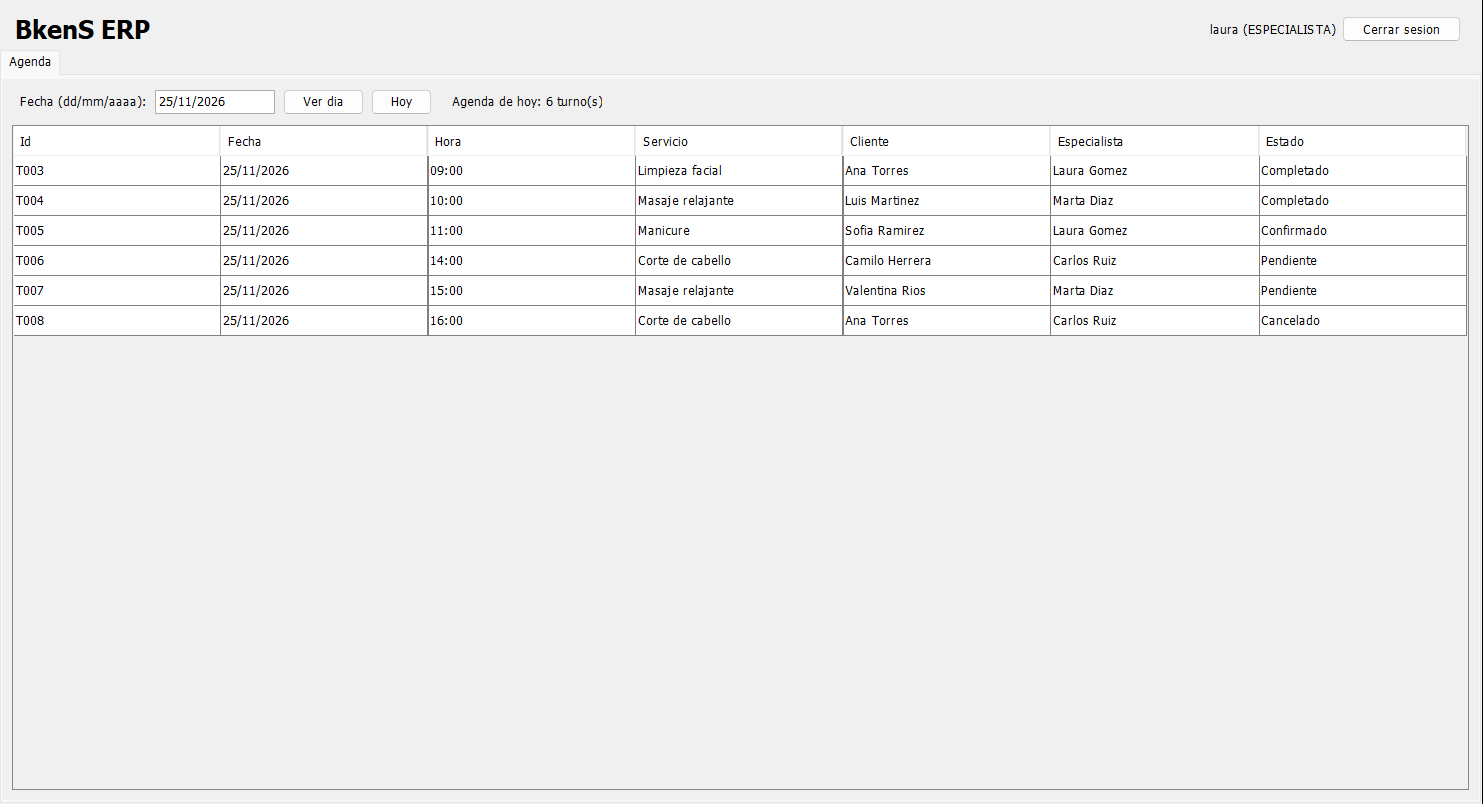 BkenS ERP
laura (ESPECIALISTA) Cerrar sesion
Agenda
Fecha (dd/mm/aaaa): 25/11/2026 Ver dia Hoy Agenda de hoy: 6 turno(s)
Id Fecha Hora Servicio Cliente Especialista Estado
T003 25/11/2026 09:00 Limpieza facial Ana Torres Laura Gomez Completado
T004 25/11/2026 10:00 Masaje relajante Luis Martinez Marta Diaz Completado
T005 25/11/2026 11:00 Manicure Sofia Ramirez Laura Gomez Confirmado
T006 25/11/2026 14:00 Corte de cabello Camilo Herrera Carlos Ruiz Pendiente
T007 25/11/2026 15:00 Masaje relajante Valentina Rios Marta Diaz Pendiente
T008 25/11/2026 16:00 Corte de cabello Ana Torres Carlos Ruiz Cancelado